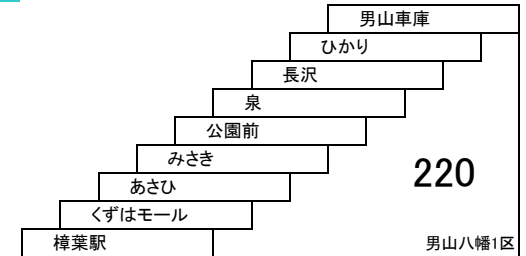 男山車庫
ひかり
長沢
泉
公園前
みさき
あさひ
220
くずはモール
樟葉駅
男山八幡1区